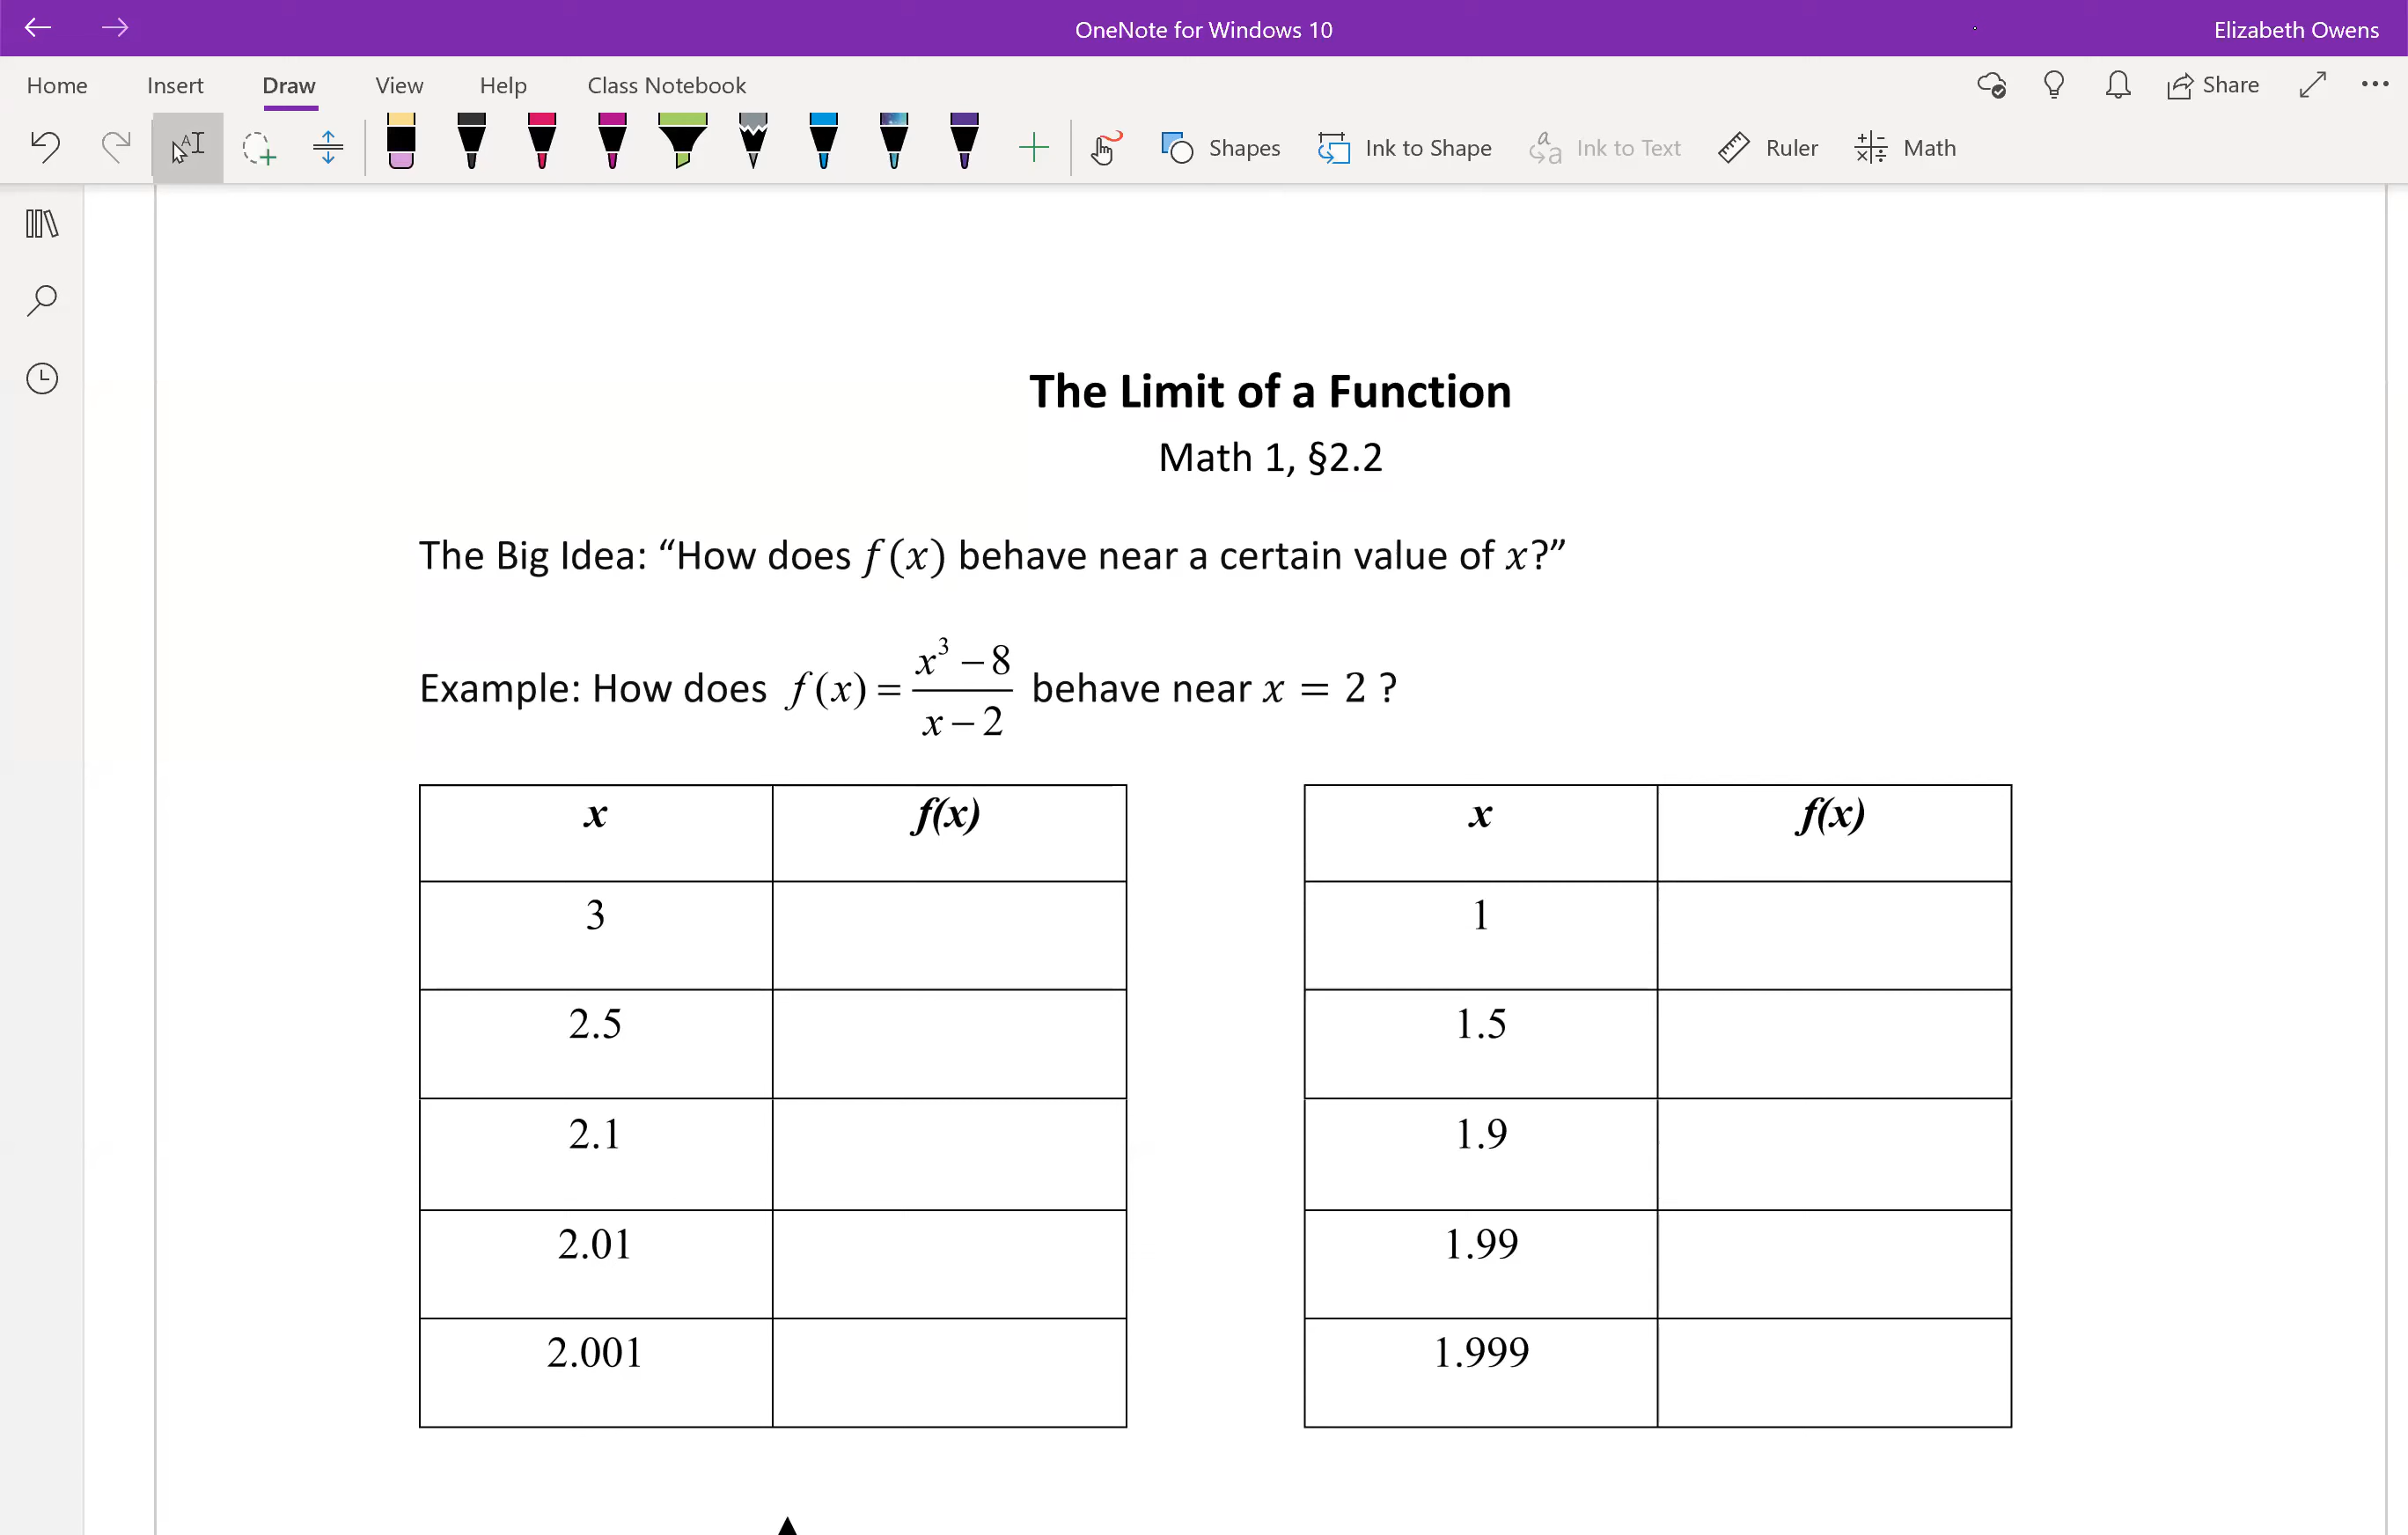 OneNote for Windows 10
Elizabeth Owens
Home Insert Draw View Help Class Notebook
Share
Shapes Ink to Shape Ink to Text Ruler Math
The Limit of a Function
Math 1, §2.2
The Big Idea: “How does f(x) behave near a certain value of x?”
Example: How does f(x) = (x³ − 8)/(x − 2) behave near x = 2 ?
x f(x) x f(x)
3 1
2.5 1.5
2.1 1.9
2.01 1.99
2.001 1.999